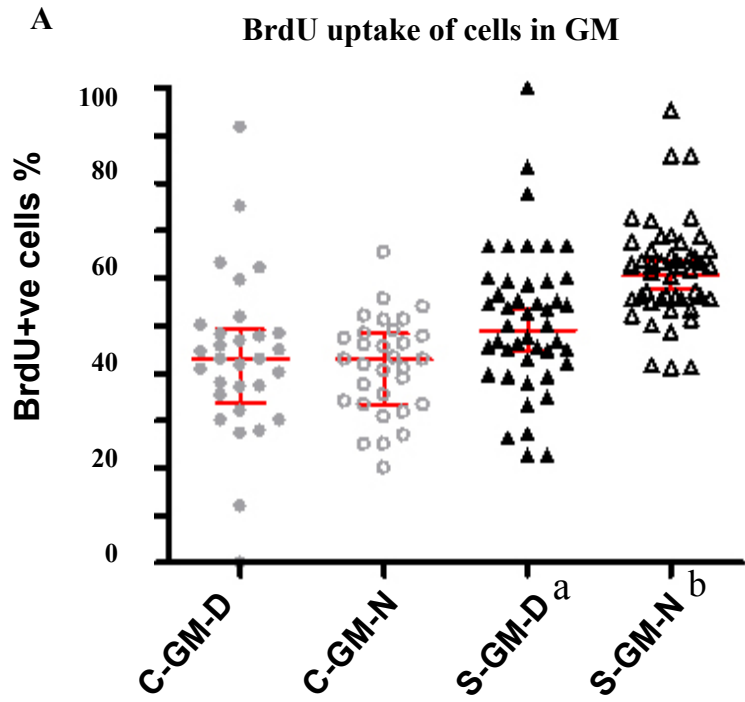 A
BrdU uptake of cells in GM
BrdU+ve cells %
100
80
60
40
20
0
C-GM-D
C-GM-N
S-GM-D a
S-GM-N b